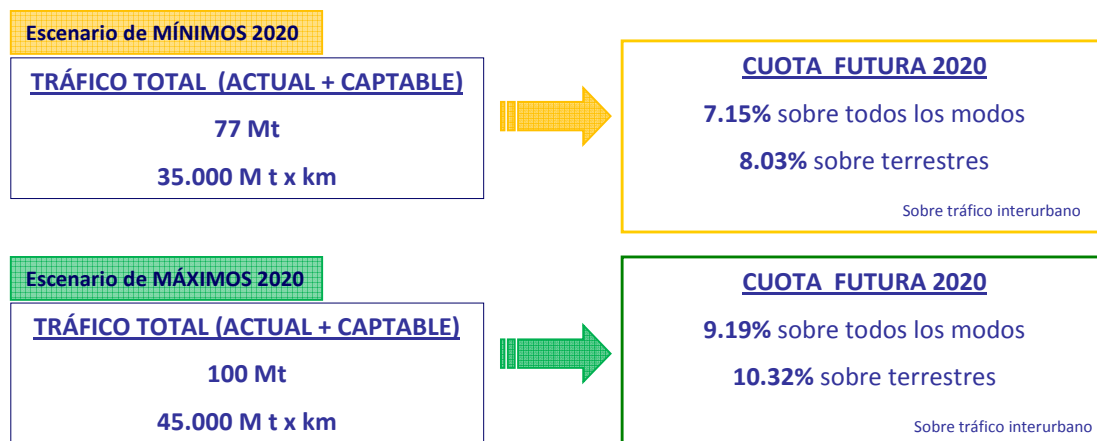 Escenario de MÍNIMOS 2020
TRÁFICO TOTAL (ACTUAL + CAPTABLE)
77 Mt
35.000 M t x km
CUOTA FUTURA 2020
7.15% sobre todos los modos
8.03% sobre terrestres
Sobre tráfico interurbano
Escenario de MÁXIMOS 2020
TRÁFICO TOTAL (ACTUAL + CAPTABLE)
100 Mt
45.000 M t x km
CUOTA FUTURA 2020
9.19% sobre todos los modos
10.32% sobre terrestres
Sobre tráfico interurbano